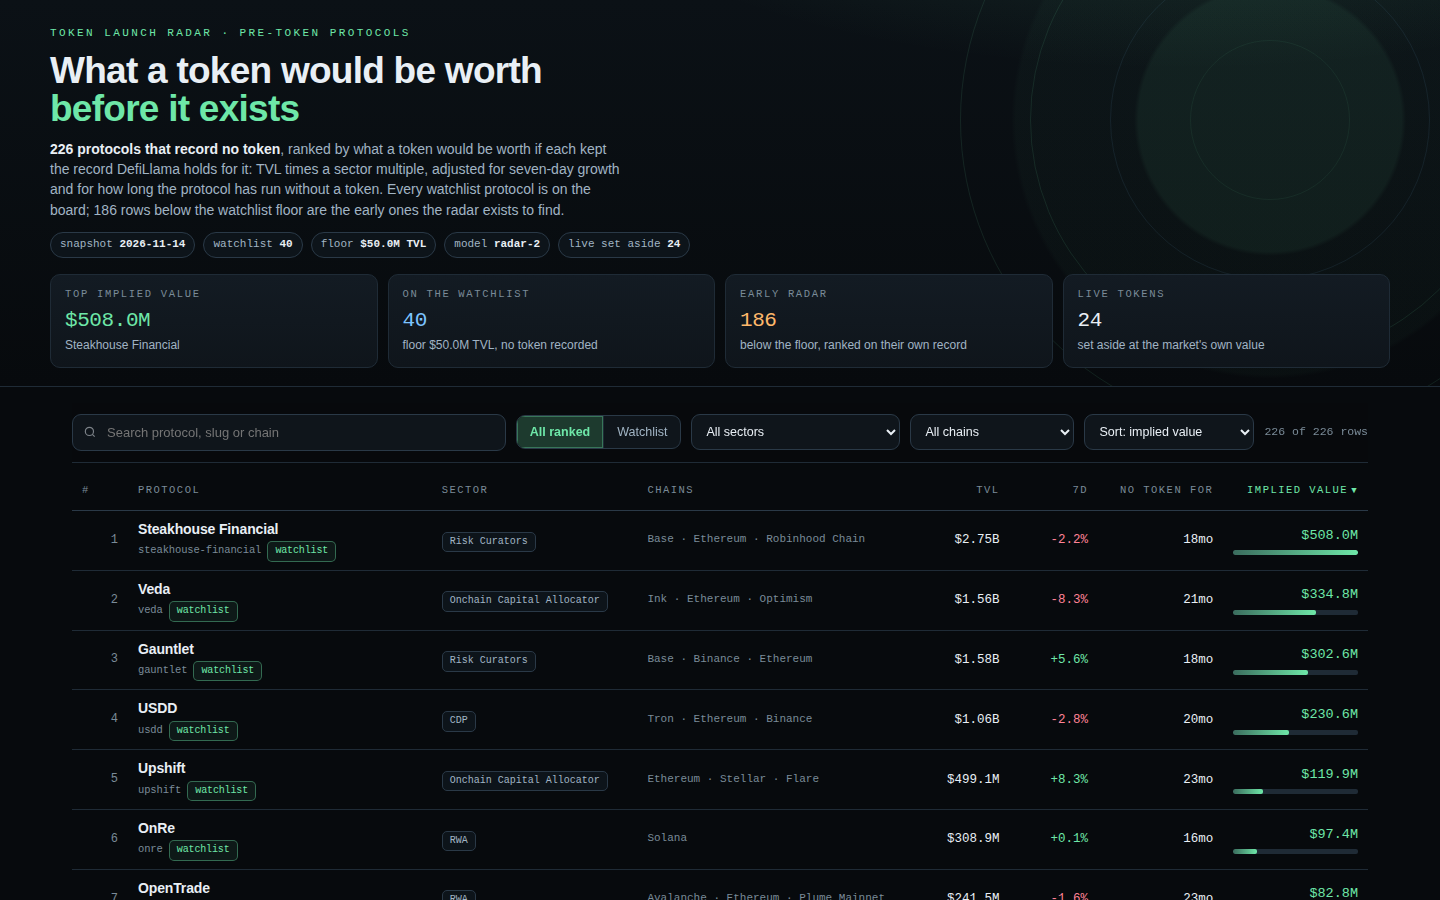 TOKEN LAUNCH RADAR · PRE-TOKEN PROTOCOLS
What a token would be worth
before it exists
226 protocols that record no token, ranked by what a token would be worth if each kept
the record DefiLlama holds for it: TVL times a sector multiple, adjusted for seven-day growth
and for how long the protocol has run without a token. Every watchlist protocol is on the
board; 186 rows below the watchlist floor are the early ones the radar exists to find.
snapshot 2026-11-14 watchlist 40 floor $50.0M TVL model radar-2 live set aside 24
TOP IMPLIED VALUE
$508.0M
Steakhouse Financial
ON THE WATCHLIST
40
floor $50.0M TVL, no token recorded
EARLY RADAR
186
below the floor, ranked on their own record
LIVE TOKENS
24
set aside at the market's own value
Search protocol, slug or chain All ranked Watchlist All sectors All chains Sort: implied value 226 of 226 rows
# PROTOCOL SECTOR CHAINS TVL 7D NO TOKEN FOR IMPLIED VALUE ▼
1 Steakhouse Financial Risk Curators Base · Ethereum · Robinhood Chain $2.75B -2.2% 18mo $508.0M
steakhouse-financial watchlist
2 Veda Onchain Capital Allocator Ink · Ethereum · Optimism $1.56B -8.3% 21mo $334.8M
veda watchlist
3 Gauntlet Risk Curators Base · Binance · Ethereum $1.58B +5.6% 18mo $302.6M
gauntlet watchlist
4 USDD CDP Tron · Ethereum · Binance $1.06B -2.8% 20mo $230.6M
usdd watchlist
5 Upshift Onchain Capital Allocator Ethereum · Stellar · Flare $499.1M +8.3% 23mo $119.9M
upshift watchlist
6 OnRe RWA Solana $308.9M +0.1% 16mo $97.4M
onre watchlist
7 OpenTrade RWA Avalanche · Ethereum · Plume Mainnet $241.5M -1.6% 23mo $82.8M